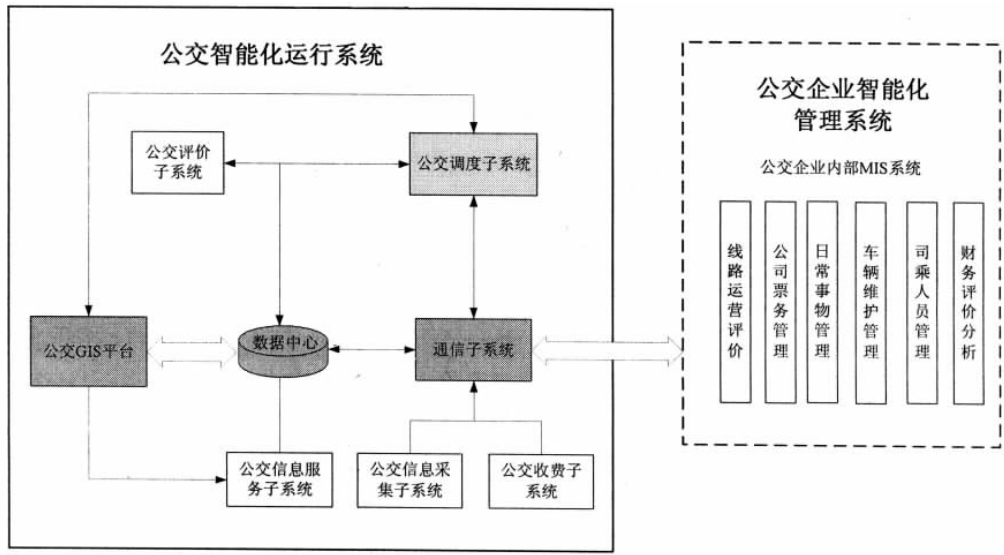 公交智能化运行系统
公交评价
子系统
公交调度子系统
公交GIS平台
数据中心
通信子系统
公交信息服
务子系统
公交信息采
集子系统
公交收费子
系统
公交企业智能化
管理系统
公交企业内部MIS系统
线路运营评价
公司票务管理
日常事物管理
车辆维护管理
司乘人员管理
财务评价分析